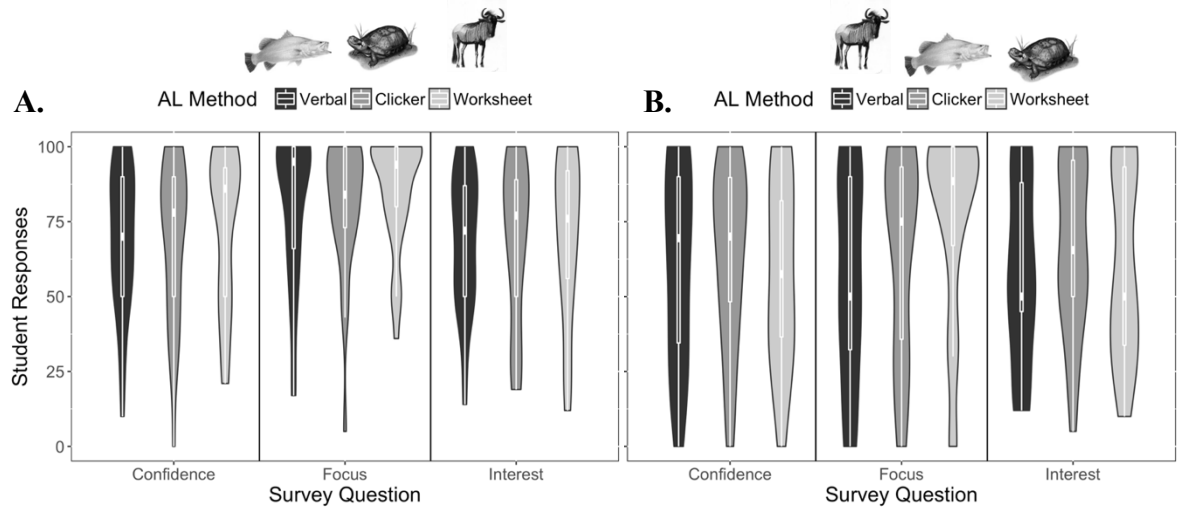 A.
AL Method Verbal Clicker Worksheet
Student Responses
100
75
50
25
0
Confidence Focus Interest
Survey Question
B.
AL Method Verbal Clicker Worksheet
Confidence Focus Interest
Survey Question